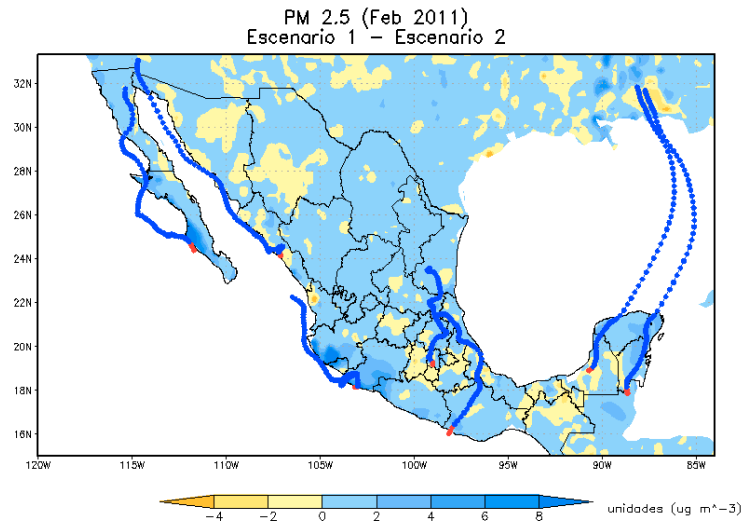 PM 2.5 (Feb 2011)
Escenario 1 − Escenario 2
32N
30N
28N
26N
24N
22N
20N
18N
16N
120W 115W 110W 105W 100W 95W 90W 85W
−4 −2 0 2 4 6 8 unidades (ug m^−3)